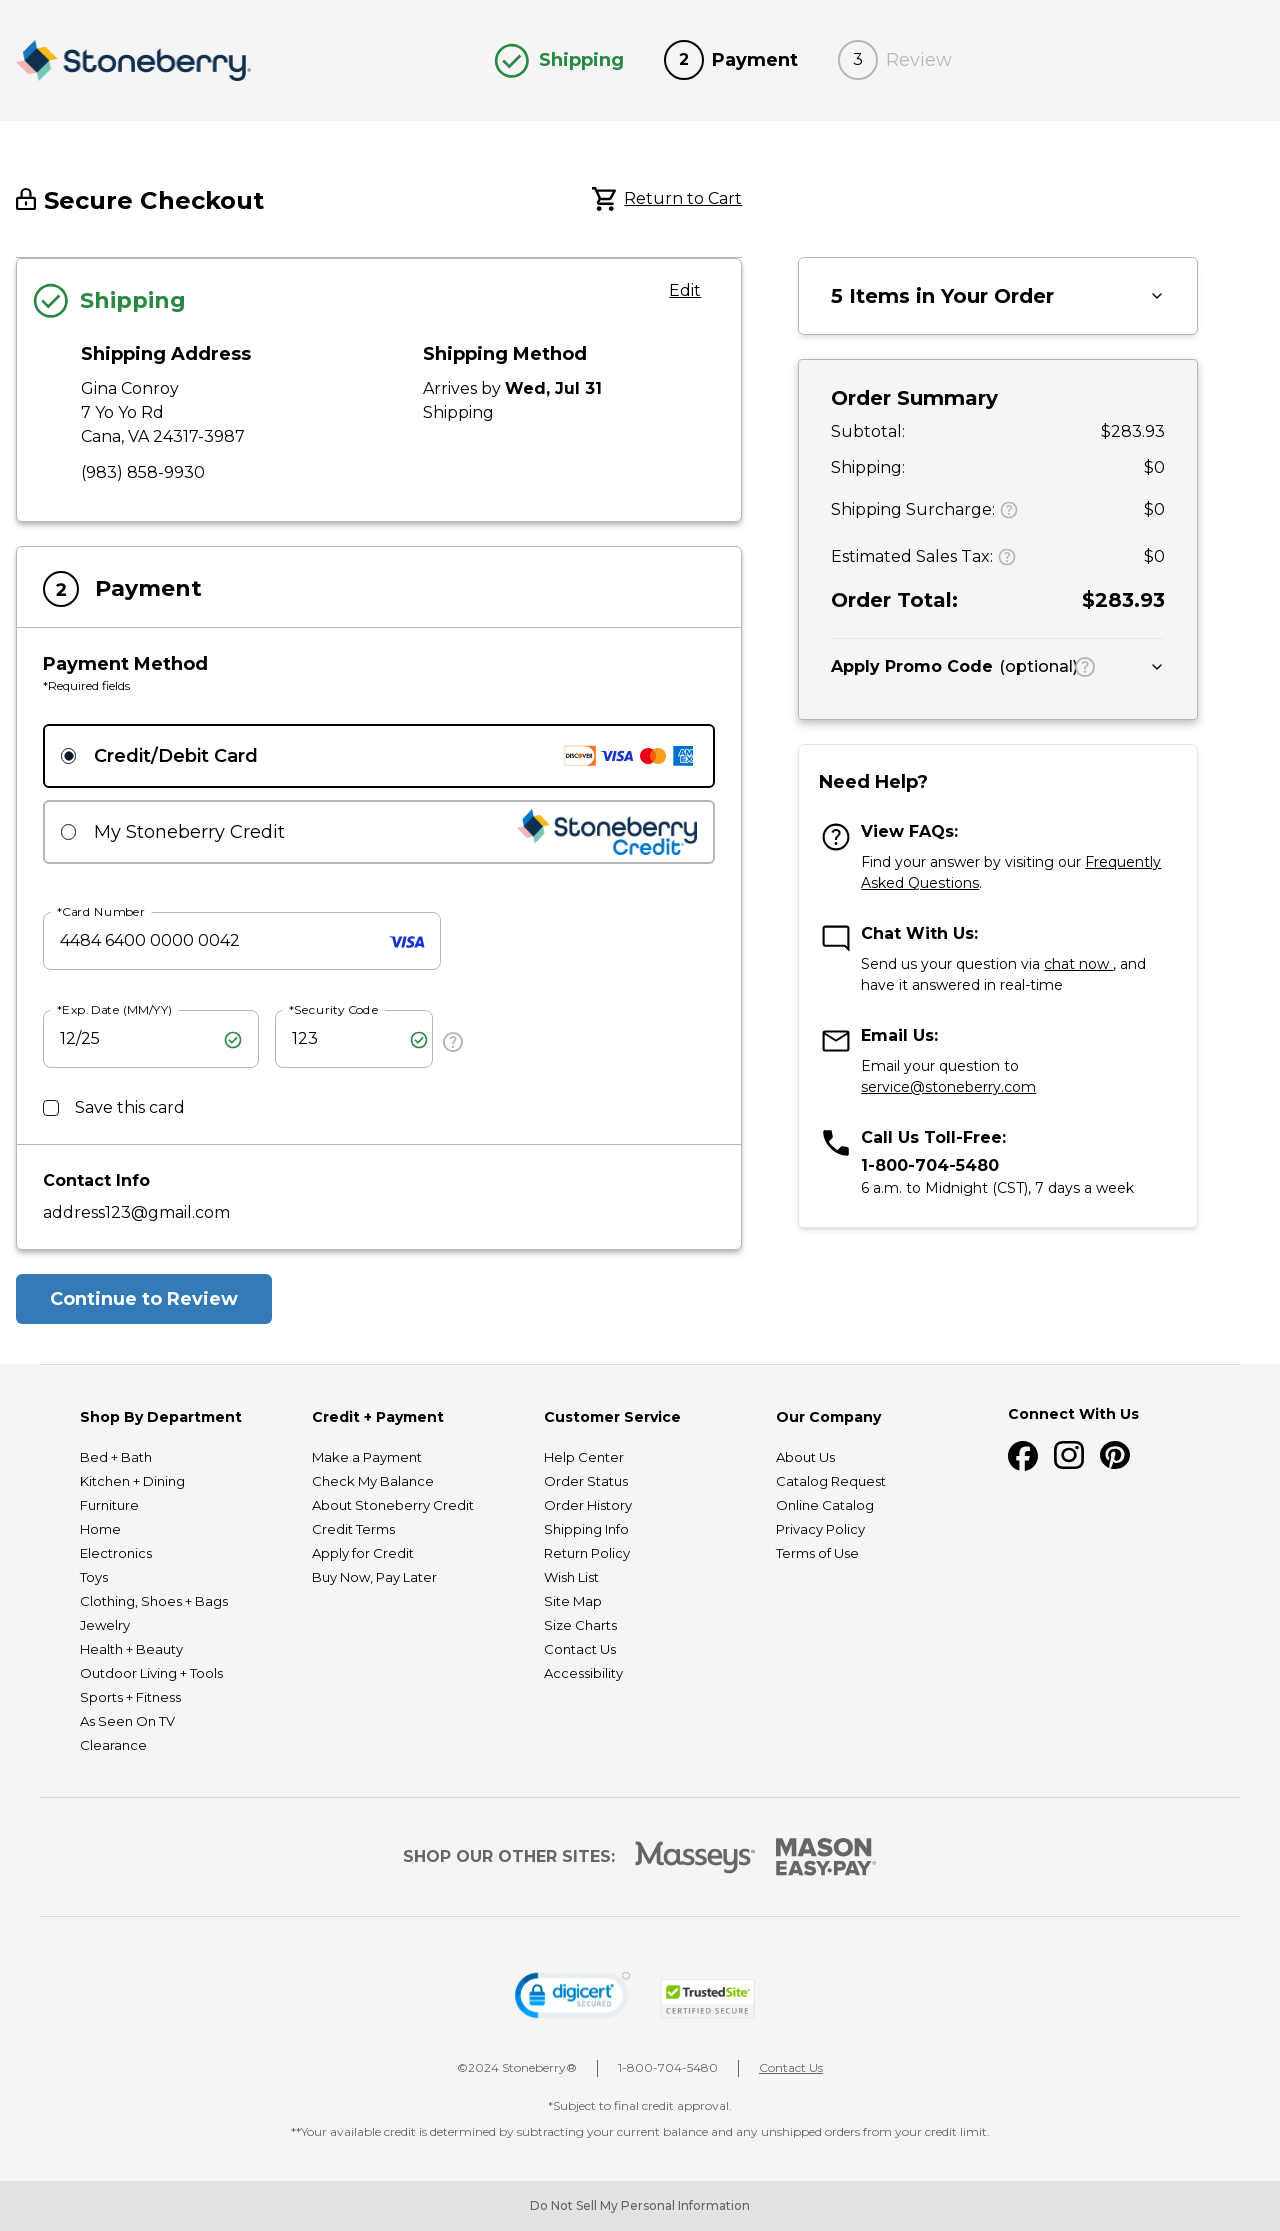 Stoneberry
Shipping
2 Payment
3 Review
Secure Checkout
Return to Cart
Shipping
Edit
Shipping Address
Gina Conroy
7 Yo Yo Rd
Cana, VA 24317-3987
(983) 858-9930
Shipping Method
Arrives by Wed, Jul 31
Shipping
2 Payment
Payment Method
*Required fields
Credit/Debit Card DISCOVER VISA AM EX
My Stoneberry Credit Stoneberry
Credit
*Card Number
4484 6400 0000 0042 VISA
*Exp. Date (MM/YY)
12/25
*Security Code
123 ?
Save this card
Contact Info
address123@gmail.com
Continue to Review
5 Items in Your Order
Order Summary
Subtotal: $283.93
Shipping: $0
Shipping Surcharge: ? $0
Estimated Sales Tax: ? $0
Order Total: $283.93
Apply Promo Code (optional) ?
Need Help?
View FAQs:
Find your answer by visiting our Frequently
Asked Questions.
Chat With Us:
Send us your question via chat now , and
have it answered in real-time
Email Us:
Email your question to
service@stoneberry.com
Call Us Toll-Free:
1-800-704-5480
6 a.m. to Midnight (CST), 7 days a week
Shop By Department
Bed + Bath
Kitchen + Dining
Furniture
Home
Electronics
Toys
Clothing, Shoes + Bags
Jewelry
Health + Beauty
Outdoor Living + Tools
Sports + Fitness
As Seen On TV
Clearance
Credit + Payment
Make a Payment
Check My Balance
About Stoneberry Credit
Credit Terms
Apply for Credit
Buy Now, Pay Later
Customer Service
Help Center
Order Status
Order History
Shipping Info
Return Policy
Wish List
Site Map
Size Charts
Contact Us
Accessibility
Our Company
About Us
Catalog Request
Online Catalog
Privacy Policy
Terms of Use
Connect With Us
SHOP OUR OTHER SITES:
Masseys
MASON
EASY·PAY
digicert
SECURED
TrustedSite
CERTIFIED SECURE
©2024 Stoneberry®
1-800-704-5480
Contact Us
*Subject to final credit approval.
**Your available credit is determined by subtracting your current balance and any unshipped orders from your credit limit.
Do Not Sell My Personal Information